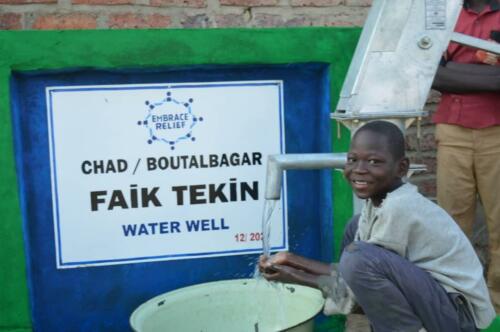 EMBRACE
RELIEF
CHAD / BOUTALBAGAR
FAİK TEKİN
WATER WELL